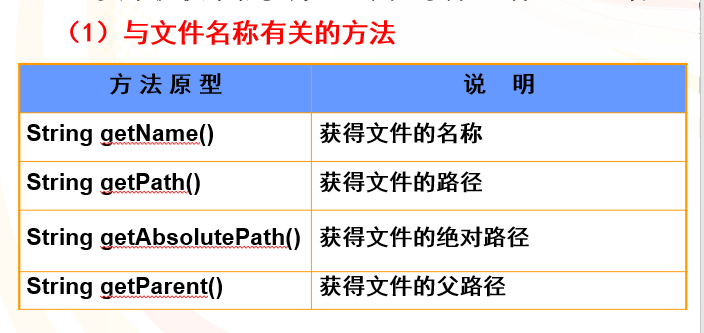 （1）与文件名称有关的方法
方法原型 说 明
String getName() 获得文件的名称
String getPath() 获得文件的路径
String getAbsolutePath() 获得文件的绝对路径
String getParent() 获得文件的父路径